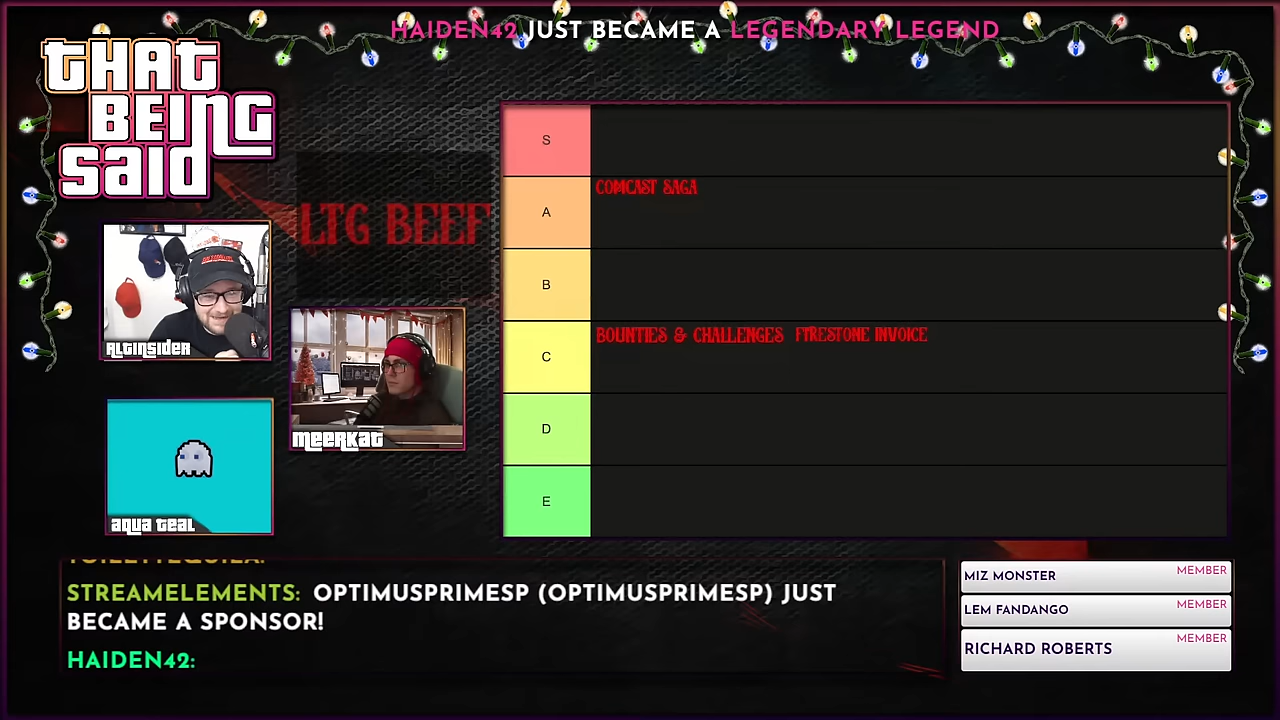 HAIDEN42 JUST BECAME A LEGENDARY LEGEND
THAT
BEING
SAID
LTG BEEF
S
A
COMCAST SAGA
B
C
BOUNTIES & CHALLENGES FYRESTONE INVOICE
D
E
ALTINSIDER
MEERKAT
AQUA TEAL
STREAMELEMENTS: OPTIMUSPRIMESP (OPTIMUSPRIMESP) JUST
BECAME A SPONSOR!
HAIDEN42:
MIZ MONSTER MEMBER
LEM FANDANGO MEMBER
RICHARD ROBERTS MEMBER